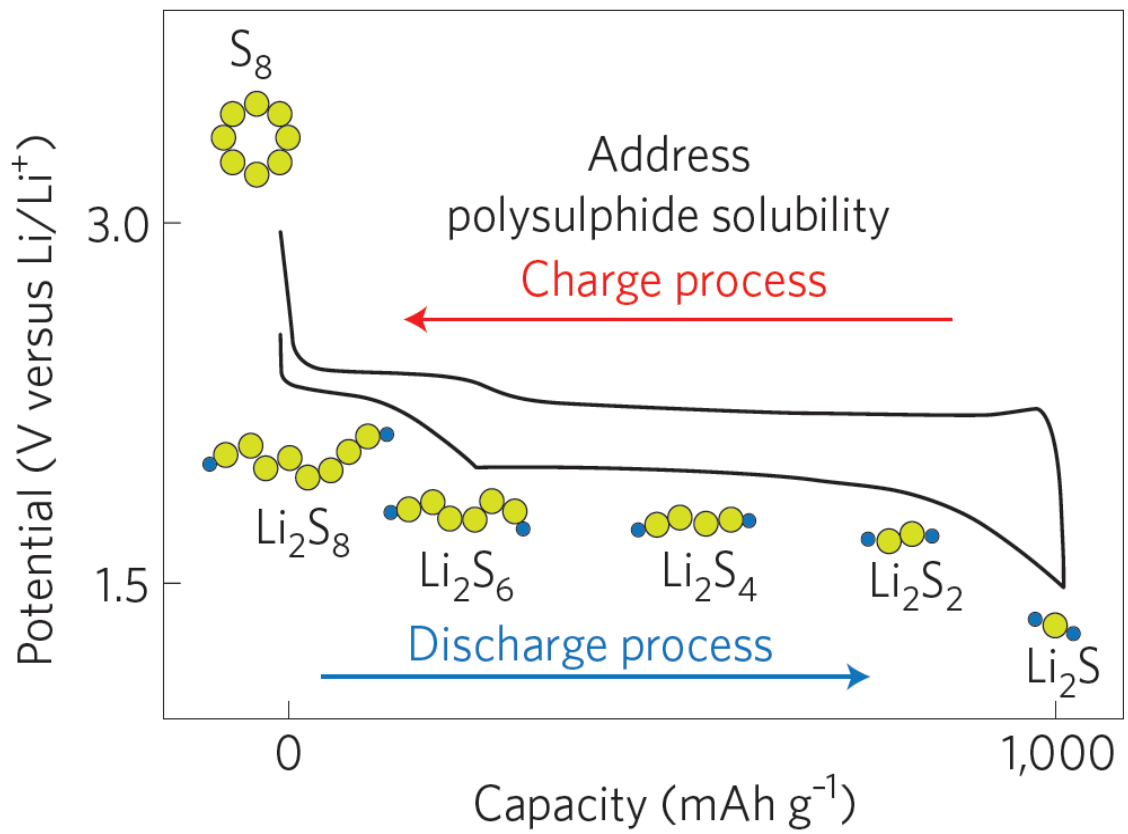 S₈
Address
polysulphide solubility
Charge process
3.0
1.5
Potential (V versus Li/Li⁺)
Li₂S₈
Li₂S₆
Li₂S₄
Li₂S₂
Li₂S
Discharge process
0
1,000
Capacity (mAh g⁻¹)